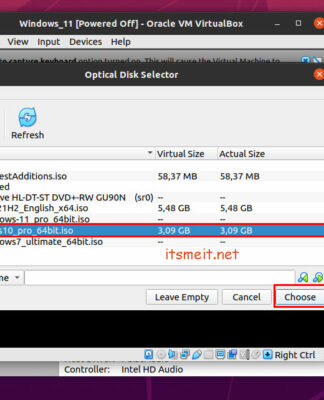 Windows_11 [Powered Off] - Oracle VM VirtualBox
View Input Devices Help
to capture keyboard option turned on. This will cause the Virtual Machine to
Optical Disk Selector
Refresh
Virtual Size Actual Size
estAdditions.iso 58,37 MB 58,37 MB
ed
ve HL-DT-ST DVD+-RW GU90N (sr0) -- --
21H2_English_x64.iso 5,48 GB 5,48 GB
ows-11_pro_64bit.iso -- --
s10_pro_64bit.iso 3,09 GB 3,09 GB
ows7_ultimate_64bit.iso -- --
itsmeit.net
me
Leave Empty Cancel Choose
Right Ctrl
Controller: Intel HD Audio